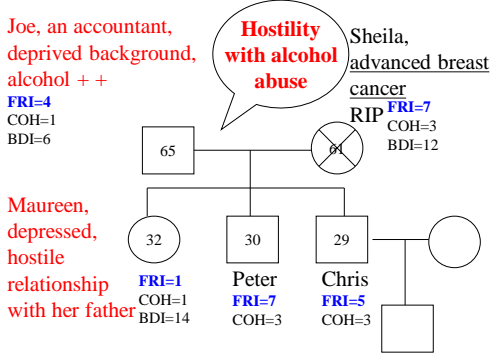 Joe, an accountant,
deprived background,
alcohol + +
FRI=4
COH=1
BDI=6
Hostility
with alcohol
abuse
Sheila,
advanced breast
cancer
RIP FRI=7
COH=3
BDI=12
65
61
Maureen,
depressed,
hostile
relationship
with her father
32
FRI=1
COH=1
BDI=14
30
Peter
FRI=7
COH=3
29
Chris
FRI=5
COH=3